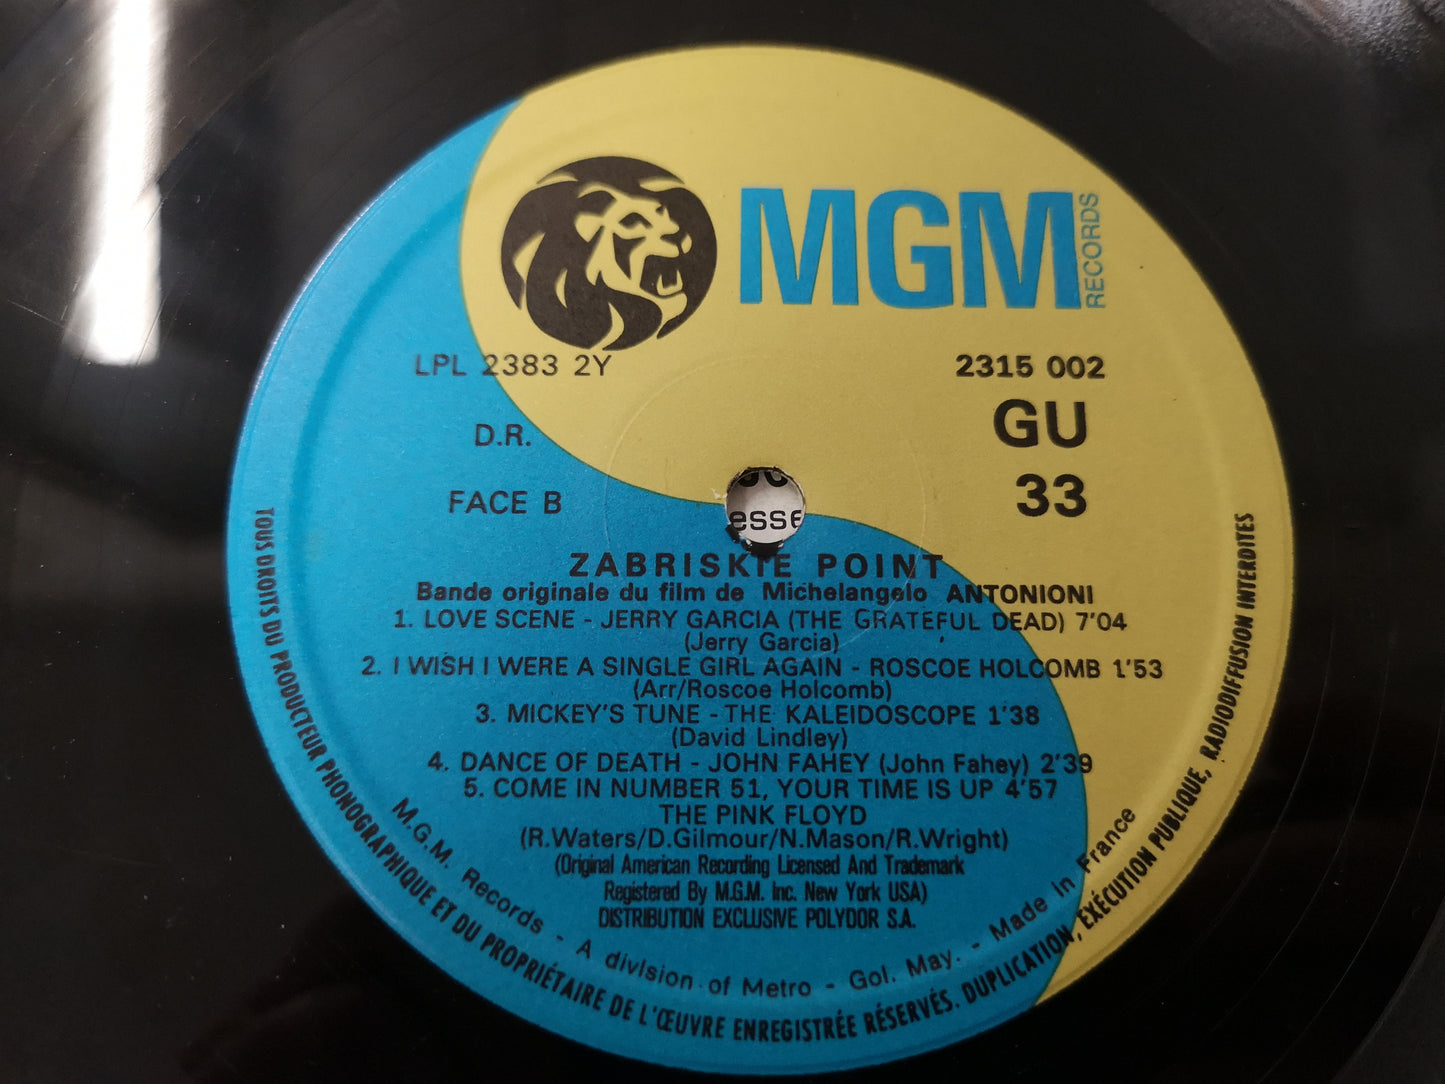 MGM
RECORDS
LPL 2383 2Y
2315 002
GU
D.R.
33
FACE B
esse
ZABRISKIE POINT
Bande originale du film de Michelangelo ANTONIONI
1. LOVE SCENE - JERRY GARCIA (THE GRATEFUL DEAD) 7'04
(Jerry Garcia)
2. I WISH I WERE A SINGLE GIRL AGAIN - ROSCOE HOLCOMB 1'53
(Arr/Roscoe Holcomb)
3. MICKEY'S TUNE - THE KALEIDOSCOPE 1'38
(David Lindley)
4. DANCE OF DEATH - JOHN FAHEY (John Fahey) 2'39
5. COME IN NUMBER 51, YOUR TIME IS UP 4'57
THE PINK FLOYD
(R.Waters/D.Gilmour/N.Mason/R.Wright)
(Original American Recording Licensed And Trademark
Registered By M.G.M. Inc. New York USA)
DISTRIBUTION EXCLUSIVE POLYDOR S.A.
M.G.M. Records - A division of Metro - Gol. May. - Made in France
TOUS DROITS DU PRODUCTEUR PHONOGRAPHIQUE ET DU PROPRIÉTAIRE DE L'ŒUVRE ENREGISTRÉE RÉSERVÉS. DUPLICATION, EXÉCUTION PUBLIQUE, RADIODIFFUSION INTERDITES